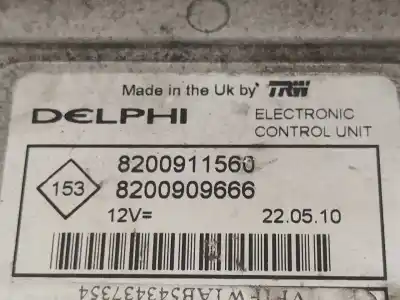 Made in the Uk by TRW
DELPHI
ELECTRONIC
CONTROL UNIT
153
8200911560
8200909666
12V=
22.05.10